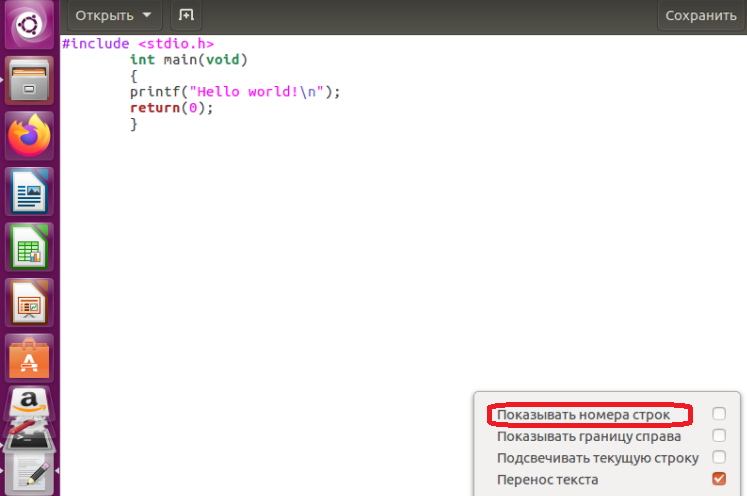 Открыть
Сохранить
#include <stdio.h>
int main(void)
{
printf("Hello world!\n");
return(0);
}
Показывать номера строк
Показывать границу справа
Подсвечивать текущую строку
Перенос текста